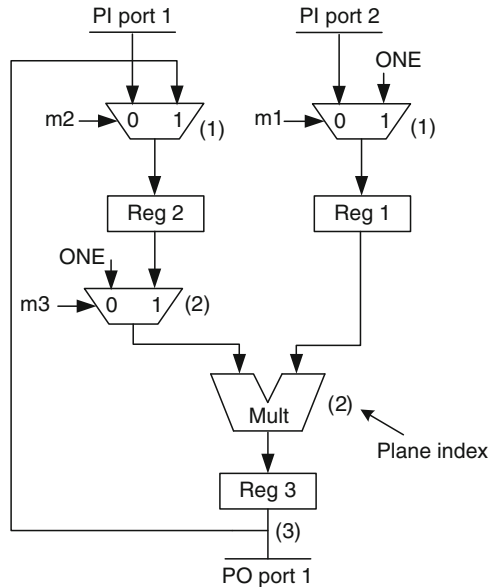 PI port 1
PI port 2
ONE
m2
0 1
(1)
m1
0 1
(1)
Reg 2
Reg 1
ONE
m3
0 1
(2)
Mult
(2)
Plane index
Reg 3
(3)
PO port 1